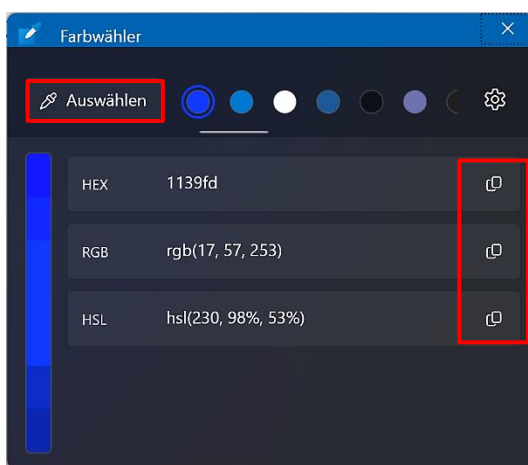 Farbwähler
Auswählen
HEX 1139fd
RGB rgb(17, 57, 253)
HSL hsl(230, 98%, 53%)